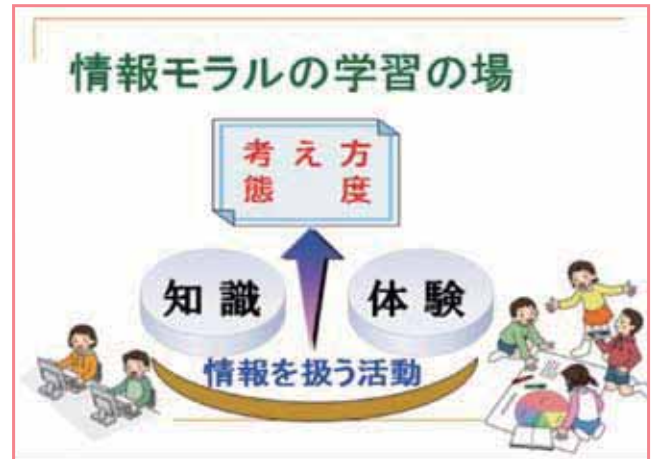 情報モラルの学習の場
考え方
態度
知識
体験
情報を扱う活動